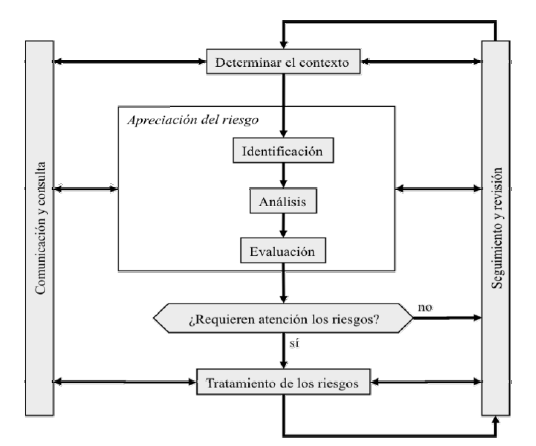 Determinar el contexto
Apreciación del riesgo
Identificación
Análisis
Evaluación
¿Requieren atención los riesgos?
no
sí
Tratamiento de los riesgos
Comunicación y consulta
Seguimiento y revisión